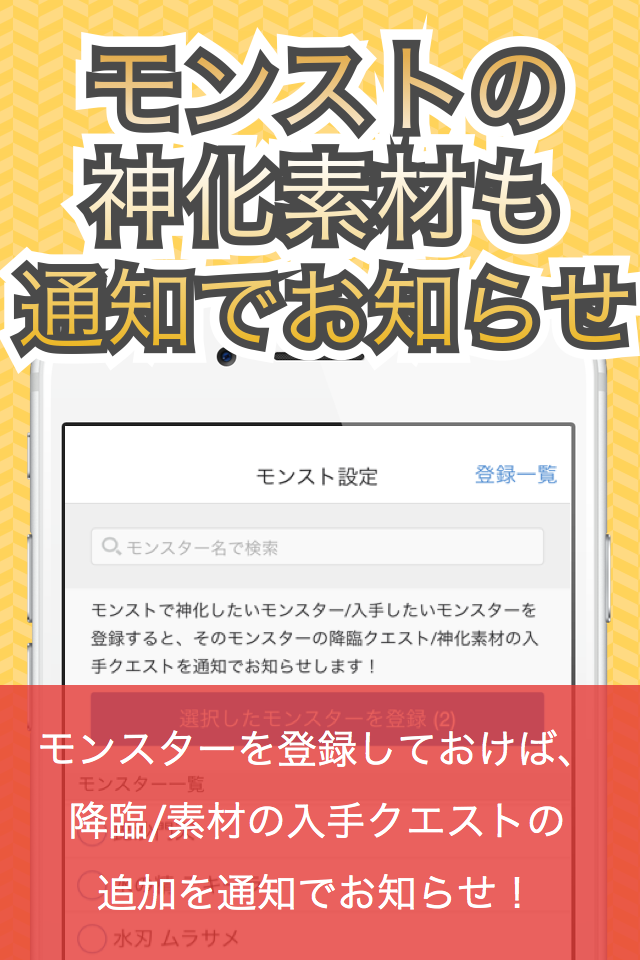 モンストの
神化素材も
通知でお知らせ
モンスト設定
登録一覧
モンスター名で検索
モンストで神化したいモンスター/入手したいモンスターを
登録すると、そのモンスターの降臨クエスト/神化素材の入
手クエストを通知でお知らせします！
選択したモンスターを登録 (2)
モンスターを登録しておけば、
モンスター一覧
降臨/素材の入手クエストの
追加を通知でお知らせ！
水刃 ムラサメ